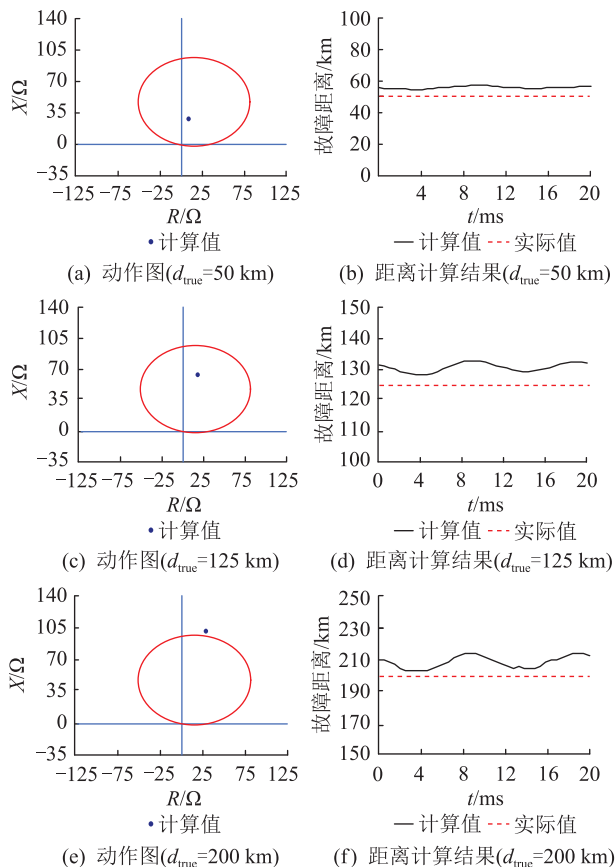 140
105
70
35
0
−35
X/Ω
−125 −75 −25 25 75 125
R/Ω
•计算值
(a) 动作图(d_true=50 km)
100
80
60
40
20
0
故障距离/km
4 8 12 16 20
t/ms
计算值 实际值
(b) 距离计算结果(d_true=50 km)
140
105
70
35
0
−35
X/Ω
−125 −75 −25 25 75 125
R/Ω
•计算值
(c) 动作图(d_true=125 km)
150
140
130
120
110
100
故障距离/km
0 4 8 12 16 20
t/ms
计算值 实际值
(d) 距离计算结果(d_true=125 km)
140
105
70
35
0
−35
X/Ω
−125 −75 −25 25 75 125
R/Ω
•计算值
(e) 动作图(d_true=200 km)
250
230
210
190
170
150
故障距离/km
0 4 8 12 16 20
t/ms
计算值 实际值
(f) 距离计算结果(d_true=200 km)